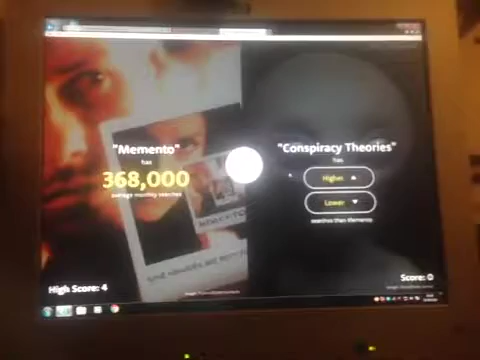 "Memento"
has
368,000
average monthly searches
"Conspiracy Theories"
has
Higher
Lower
searches than Memento
High Score: 4
Score: 0